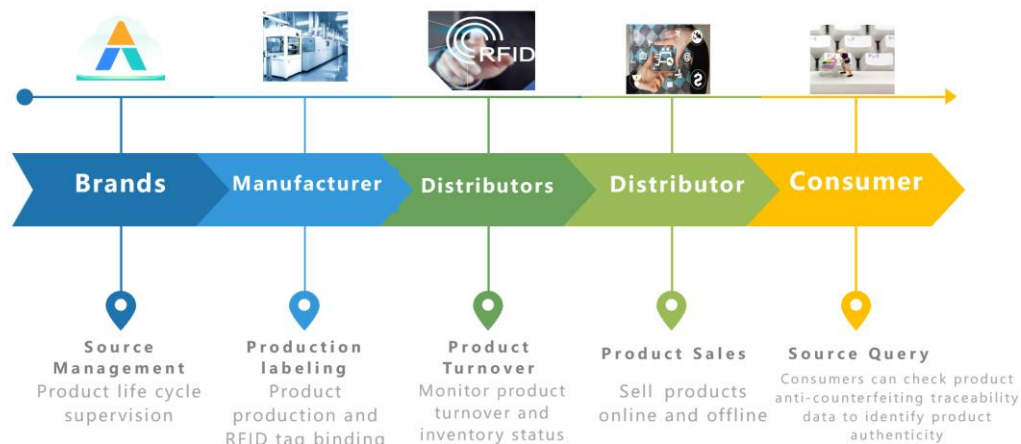 RFID
Brands
Manufacturer
Distributors
Distributor
Consumer
Source
Management
Product life cycle
supervision
Production
labeling
Product
production and
RFID tag binding
Product
Turnover
Monitor product
turnover and
inventory status
Product Sales
Sell products
online and offline
Source Query
Consumers can check product
anti-counterfeiting traceability
data to identify product
authenticity